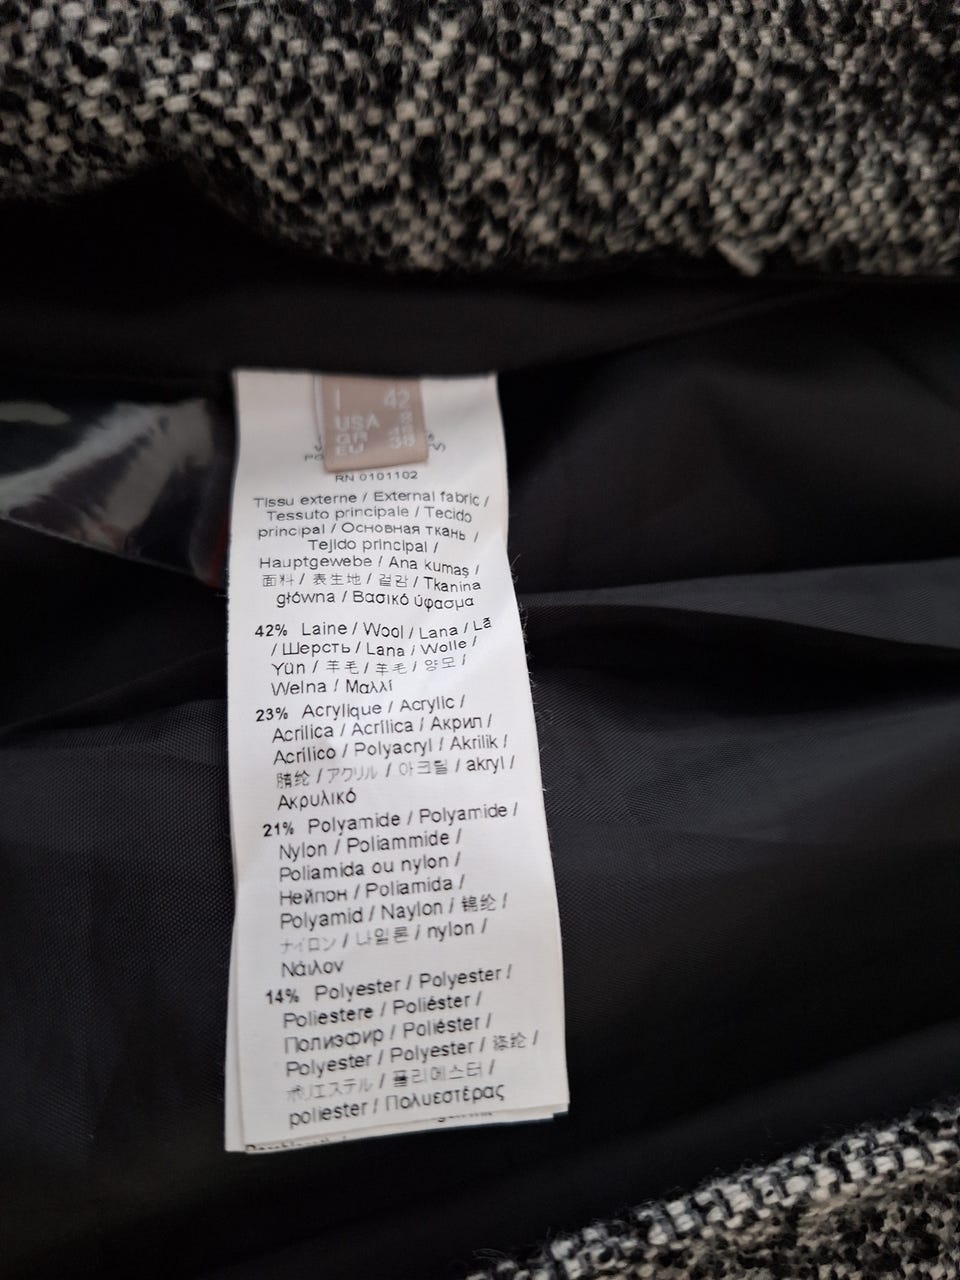 I 42
USA 8
GR
EU 38
RN 0101102
Tissu externe / External fabric /
Tessuto principale / Tecido
principal / Основная ткань /
Tejido principal /
Hauptgewebe / Ana kumaş /
面料 / 表生地 / 겉감 / Tkanina
główna / Βασικό ύφασμα
42% Laine / Wool / Lana / Lã
/ Шерсть / Lana / Wolle /
Yün / 羊毛 / 羊毛 / 양모 /
Welna / Μαλλί
23% Acrylique / Acrylic /
Acrilica / Acrílica / Акрил /
Acrílico / Polyacryl / Akrilik /
腈纶 / アクリル / 아크릴 / akryl /
Ακρυλικό
21% Polyamide / Polyamide /
Nylon / Poliammide /
Poliamida ou nylon /
Нейлон / Poliamida /
Polyamid / Naylon / 锦纶 /
ナイロン / 나일론 / nylon /
Νάιλον
14% Polyester / Polyester /
Poliestere / Poliéster /
Полиэфир / Poliéster /
Polyester / Polyester / 涤纶 /
ポリエステル / 폴리에스터 /
poliester / Πολυεστέρας